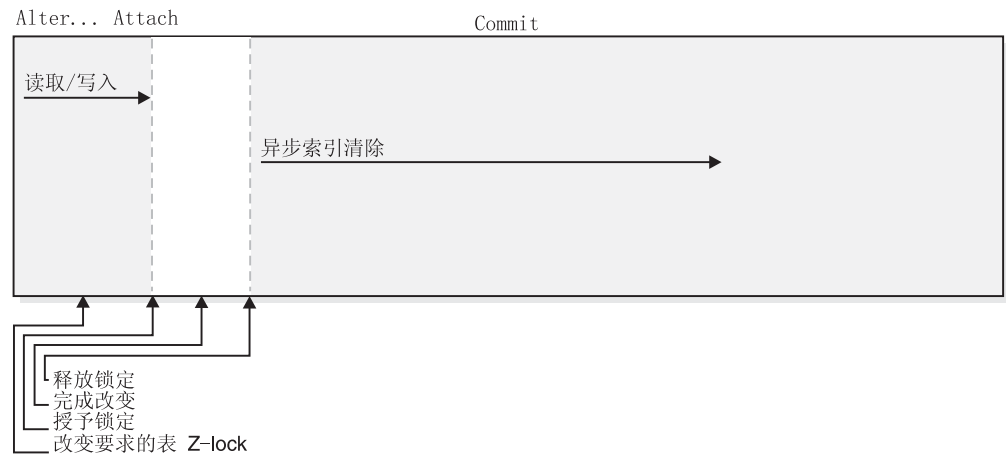 Alter... Attach
Commit
读取/写入
异步索引清除
释放锁定
完成改变
授予锁定
改变要求的表 Z-lock